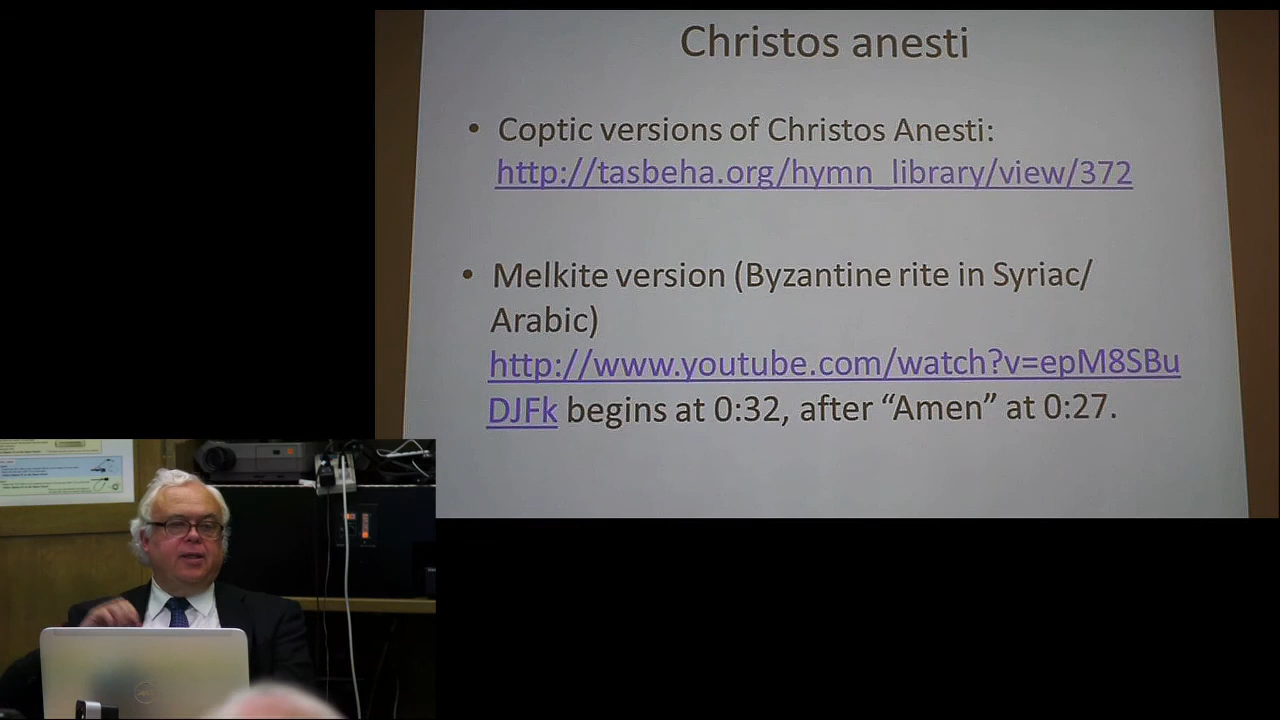 Christos anesti
• Coptic versions of Christos Anesti:
http://tasbeha.org/hymn_library/view/372
• Melkite version (Byzantine rite in Syriac/
Arabic)
http://www.youtube.com/watch?v=epM8SBu
DJFk begins at 0:32, after “Amen” at 0:27.
DELL